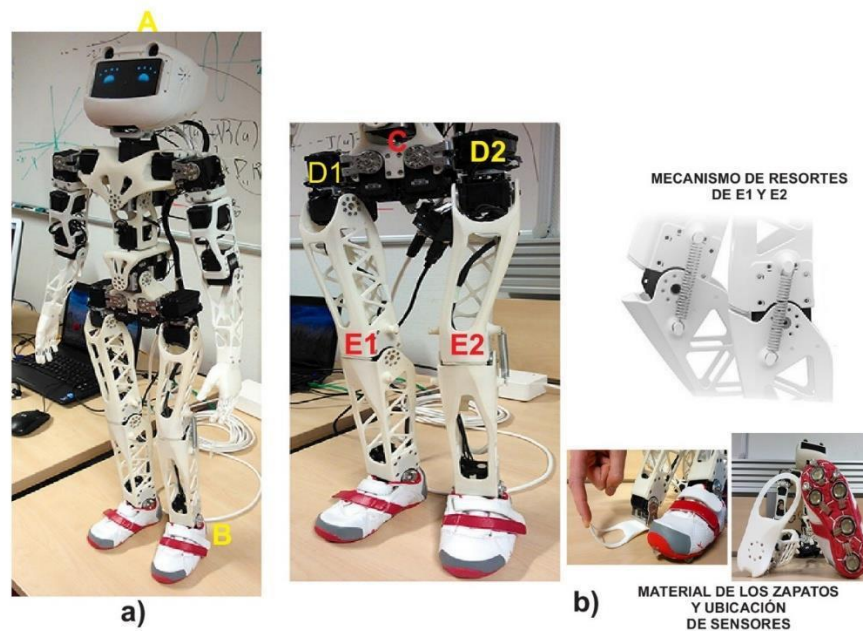 A
B
C
D1
D2
E1
E2
a)
MECANISMO DE RESORTES
DE E1 Y E2
b)
MATERIAL DE LOS ZAPATOS
Y UBICACIÓN
DE SENSORES